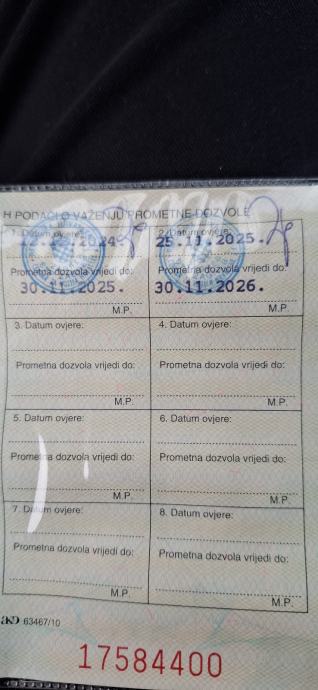 H PODACI O VAŽENJU PROMETNE DOZVOLE
1. Datum ovjere:
2024.
Prometna dozvola vrijedi do:
30.11.2025.
M.P.
2. Datum ovjere:
25.11.2025.
Prometna dozvola vrijedi do:
30.11.2026.
M.P.
3. Datum ovjere:
Prometna dozvola vrijedi do:
M.P.
4. Datum ovjere:
Prometna dozvola vrijedi do:
M.P.
5. Datum ovjere:
Prometna dozvola vrijedi do:
M.P.
6. Datum ovjere:
Prometna dozvola vrijedi do:
M.P.
7. Datum ovjere:
Prometna dozvola vrijedi do:
M.P.
8. Datum ovjere:
Prometna dozvola vrijedi do:
M.P.
AKD 63467/10
17584400